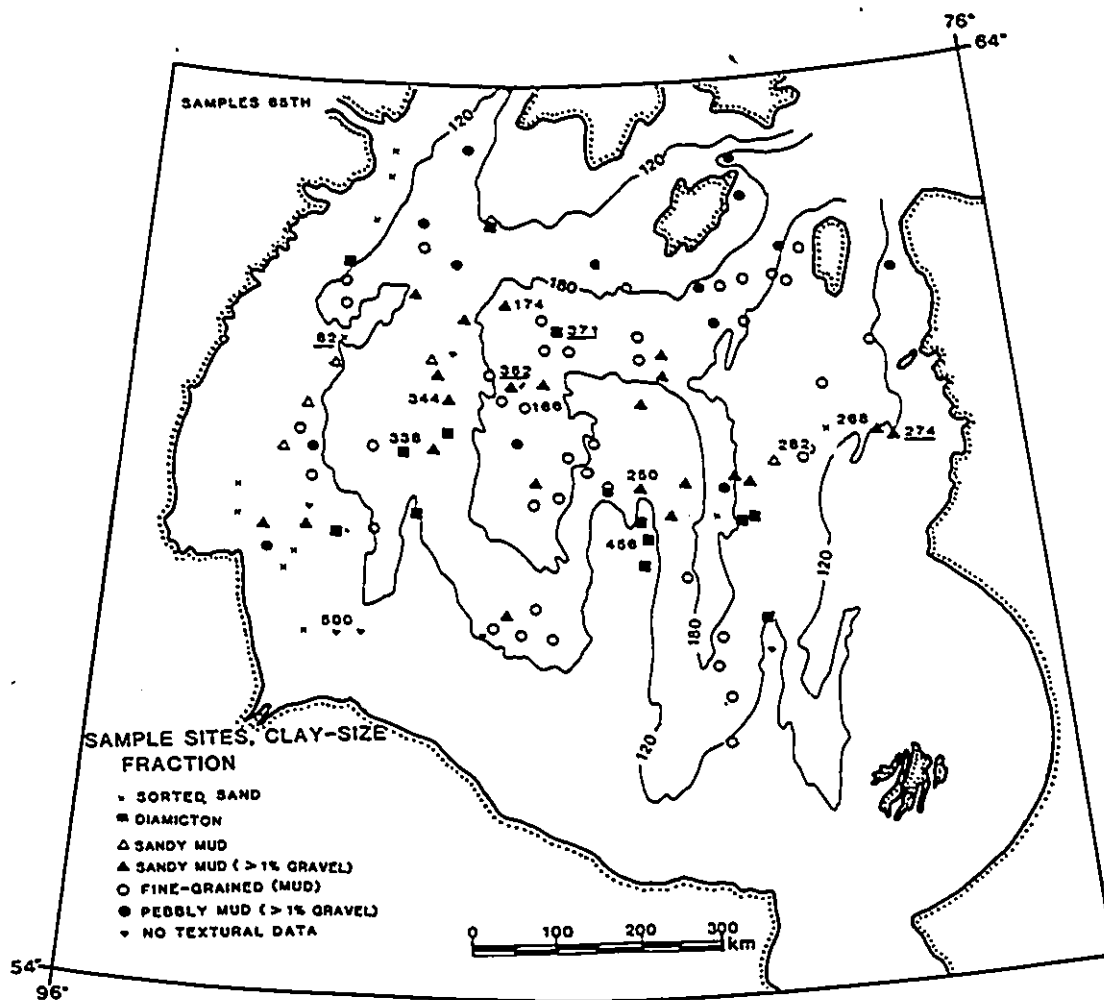 76°
64°
SAMPLES 65TH
120
120
180
174
371
82
352
344
166
338
268
274
282
250
456
120
500
180
120
SAMPLE SITES, CLAY-SIZE
FRACTION
× SORTED SAND
■ DIAMICTON
△ SANDY MUD
▲ SANDY MUD (>1% GRAVEL)
○ FINE-GRAINED (MUD)
● PEBBLY MUD (>1% GRAVEL)
▾ NO TEXTURAL DATA
0 100 200 300
km
54°
96°